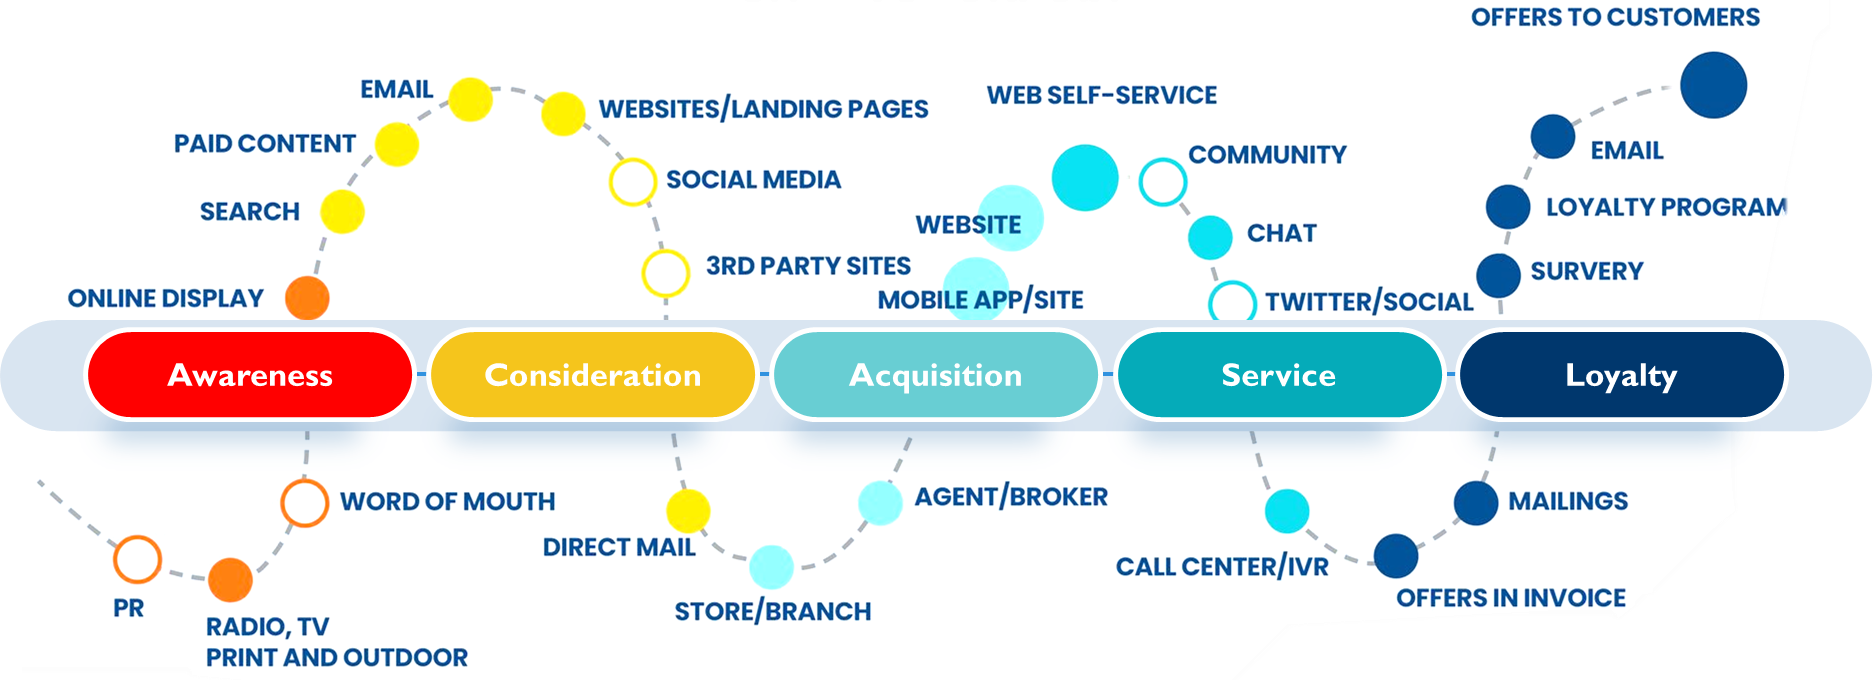 OFFERS TO CUSTOMERS
EMAIL
WEBSITES/LANDING PAGES
WEB SELF-SERVICE
PAID CONTENT
COMMUNITY
EMAIL
SOCIAL MEDIA
SEARCH
LOYALTY PROGRAM
WEBSITE
CHAT
3RD PARTY SITES
SURVERY
ONLINE DISPLAY
MOBILE APP/SITE
TWITTER/SOCIAL
Awareness
Consideration
Acquisition
Service
Loyalty
WORD OF MOUTH
AGENT/BROKER
MAILINGS
DIRECT MAIL
CALL CENTER/IVR
PR
STORE/BRANCH
OFFERS IN INVOICE
RADIO, TV
PRINT AND OUTDOOR